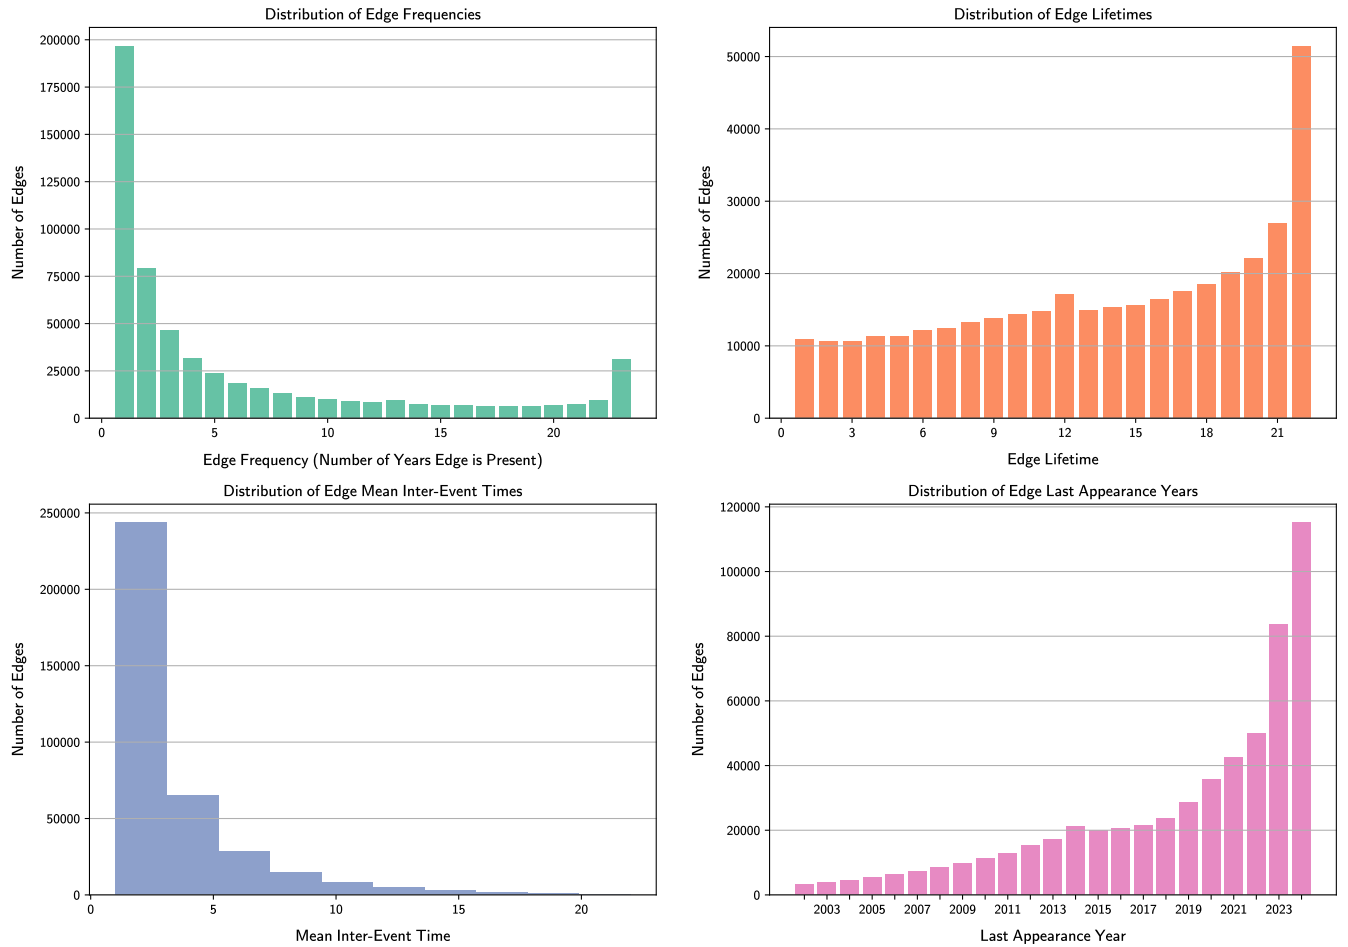 Distribution of Edge Frequencies
200000
175000
150000
125000
100000
75000
50000
25000
0
Number of Edges
0 5 10 15 20
Edge Frequency (Number of Years Edge is Present)
Distribution of Edge Lifetimes
50000
40000
30000
20000
10000
0
Number of Edges
0 3 6 9 12 15 18 21
Edge Lifetime
Distribution of Edge Mean Inter-Event Times
250000
200000
150000
100000
50000
0
Number of Edges
0 5 10 15 20
Mean Inter-Event Time
Distribution of Edge Last Appearance Years
120000
100000
80000
60000
40000
20000
0
Number of Edges
2003 2005 2007 2009 2011 2013 2015 2017 2019 2021 2023
Last Appearance Year